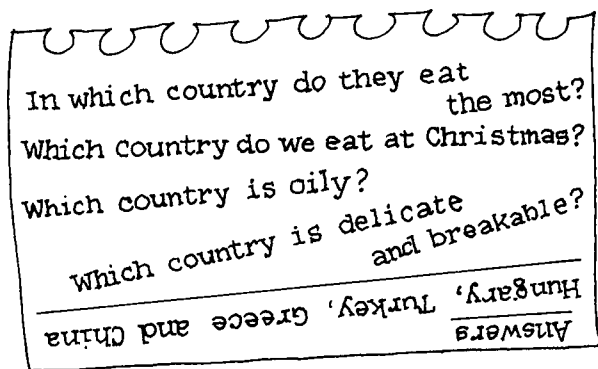 In which country do they eat
the most?
Which Country do we eat at Christmas?
Which country is oily?
Which country is delicate
and breakable?
Answers
Hungary, Turkey, Greece and China